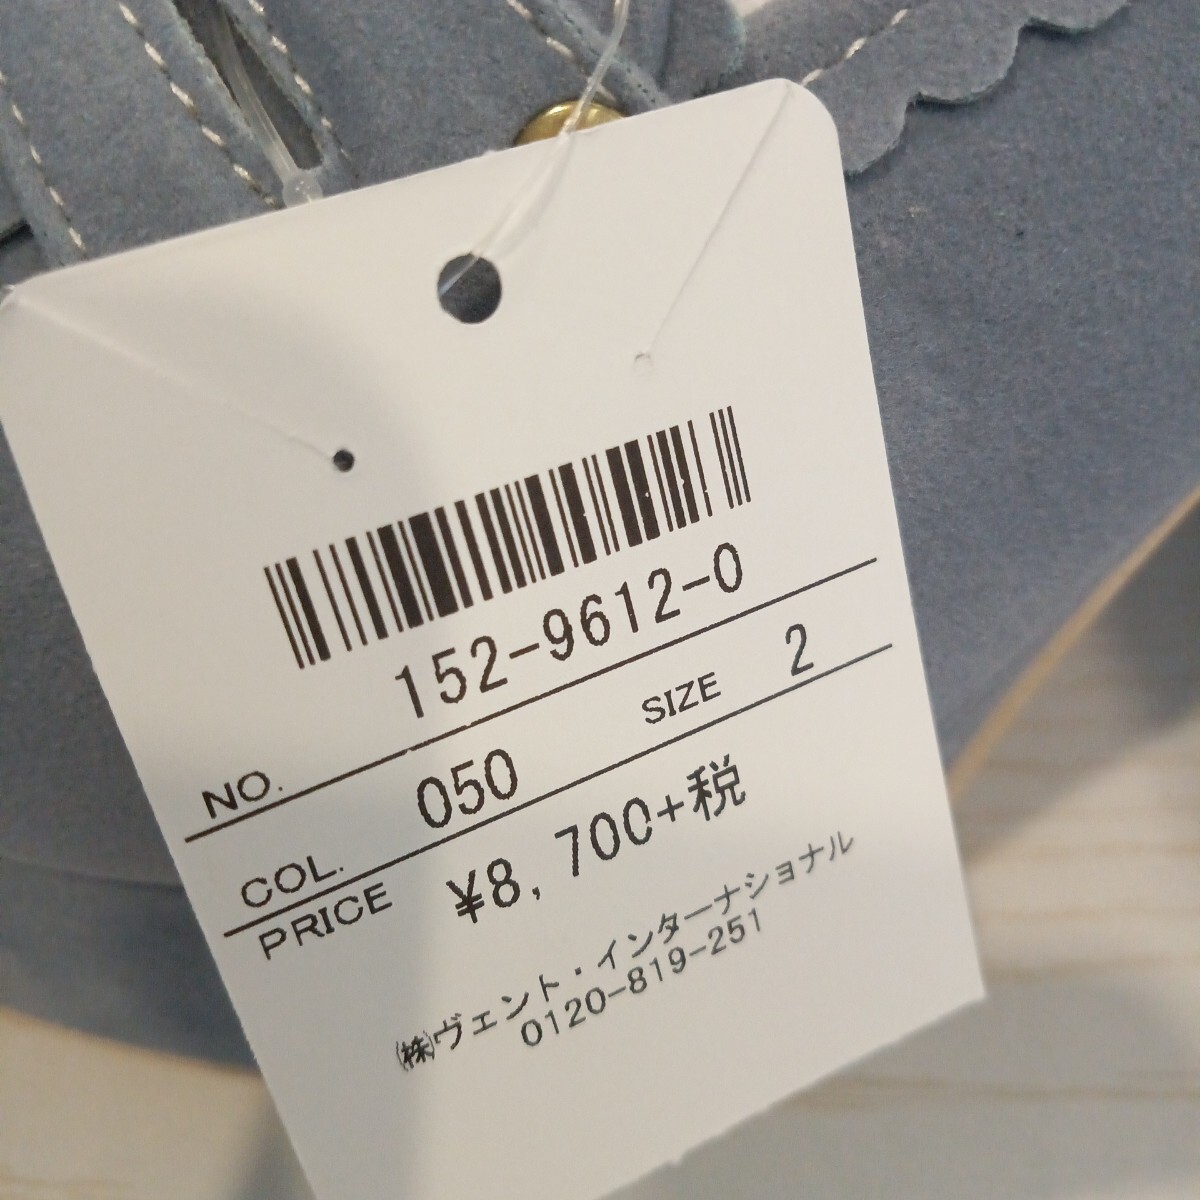 152-9612-0
NO.
COL. 050 SIZE 2
PRICE ¥8,700+税
(株)ヴェント・インターナショナル
0120-819-251